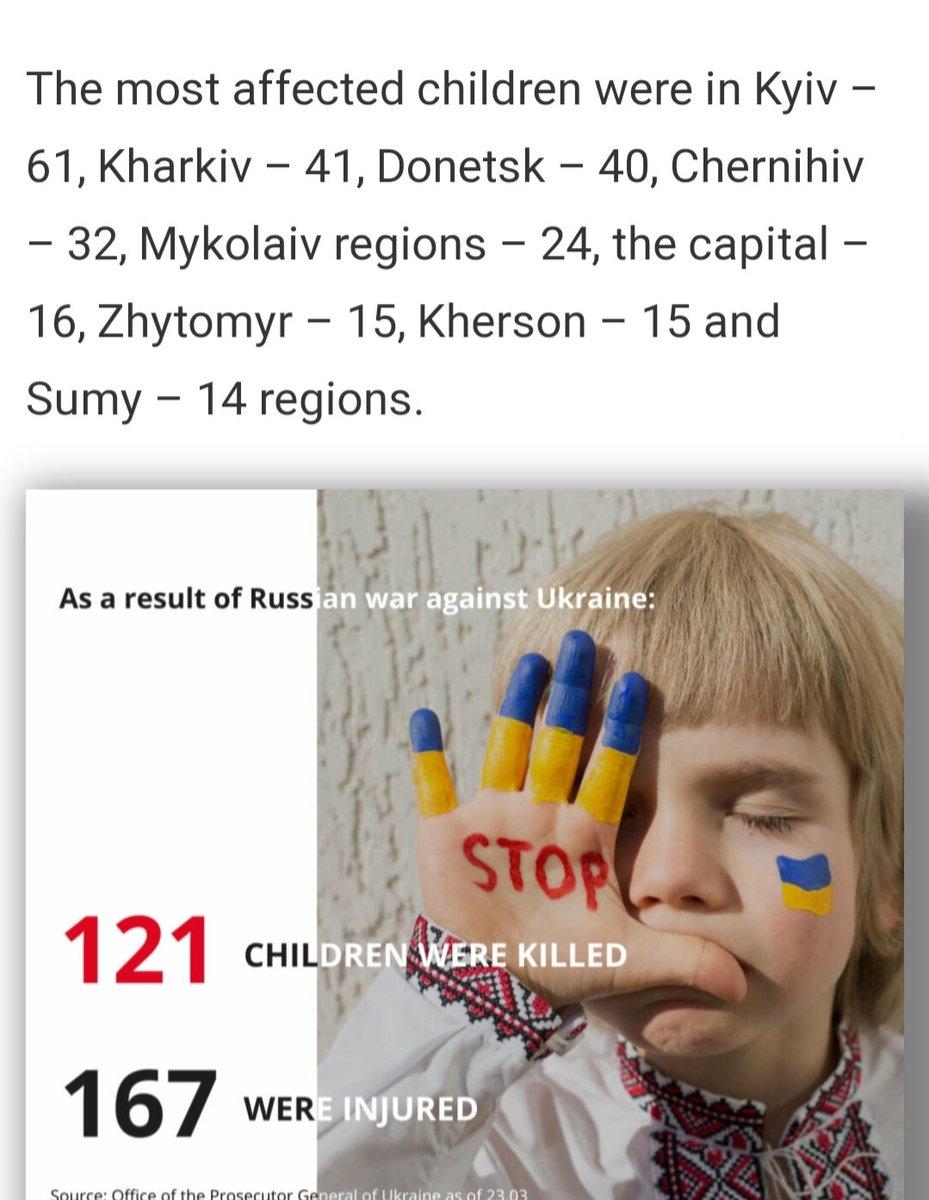 The most affected children were in Kyiv –
61, Kharkiv – 41, Donetsk – 40, Chernihiv
– 32, Mykolaiv regions – 24, the capital –
16, Zhytomyr – 15, Kherson – 15 and
Sumy – 14 regions.
As a result of Russian war against Ukraine:
STOP
121 CHILDREN WERE KILLED
167 WERE INJURED
Source: Office of the Prosecutor General of Ukraine as of 23.03